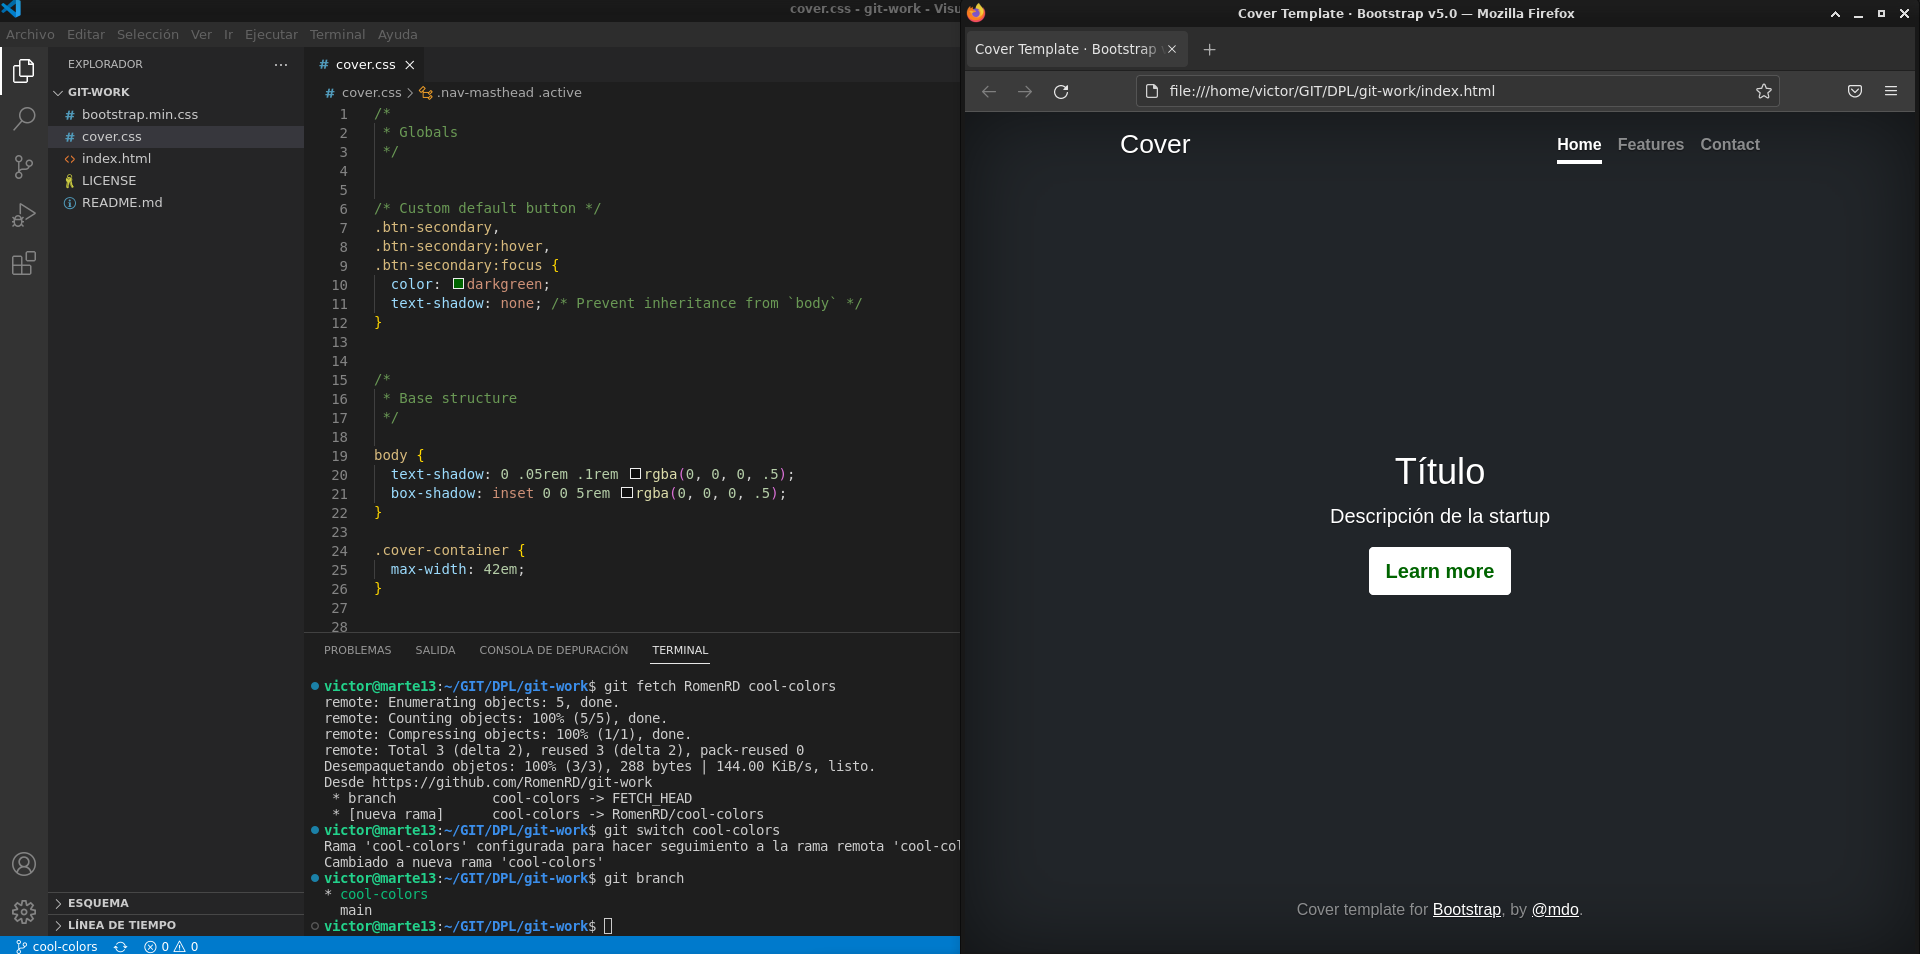 cover.css - git-work - Visu
Archivo Editar Selección Ver Ir Ejecutar Terminal Ayuda
EXPLORADOR
GIT-WORK
# bootstrap.min.css
# cover.css
<> index.html
LICENSE
README.md
ESQUEMA
LÍNEA DE TIEMPO
# cover.css
# cover.css > .nav-masthead .active
1 /*
2 * Globals
3 */
4
5
6 /* Custom default button */
7 .btn-secondary,
8 .btn-secondary:hover,
9 .btn-secondary:focus {
10 color: darkgreen;
11 text-shadow: none; /* Prevent inheritance from `body` */
12 }
13
14
15 /*
16 * Base structure
17 */
18
19 body {
20 text-shadow: 0 .05rem .1rem rgba(0, 0, 0, .5);
21 box-shadow: inset 0 0 5rem rgba(0, 0, 0, .5);
22 }
23
24 .cover-container {
25 max-width: 42em;
26 }
27
28
PROBLEMAS SALIDA CONSOLA DE DEPURACIÓN TERMINAL
victor@marte13:~/GIT/DPL/git-work$ git fetch RomenRD cool-colors
remote: Enumerating objects: 5, done.
remote: Counting objects: 100% (5/5), done.
remote: Compressing objects: 100% (1/1), done.
remote: Total 3 (delta 2), reused 3 (delta 2), pack-reused 0
Desempaquetando objetos: 100% (3/3), 288 bytes | 144.00 KiB/s, listo.
Desde https://github.com/RomenRD/git-work
* branch cool-colors -> FETCH_HEAD
* [nueva rama] cool-colors -> RomenRD/cool-colors
victor@marte13:~/GIT/DPL/git-work$ git switch cool-colors
Rama 'cool-colors' configurada para hacer seguimiento a la rama remota 'cool-col
Cambiado a nueva rama 'cool-colors'
victor@marte13:~/GIT/DPL/git-work$ git branch
* cool-colors
main
victor@marte13:~/GIT/DPL/git-work$
cool-colors 0 0
Cover Template · Bootstrap v5.0 — Mozilla Firefox
Cover Template · Bootstrap
file:///home/victor/GIT/DPL/git-work/index.html
Cover
Home Features Contact
Título
Descripción de la startup
Learn more
Cover template for Bootstrap, by @mdo.